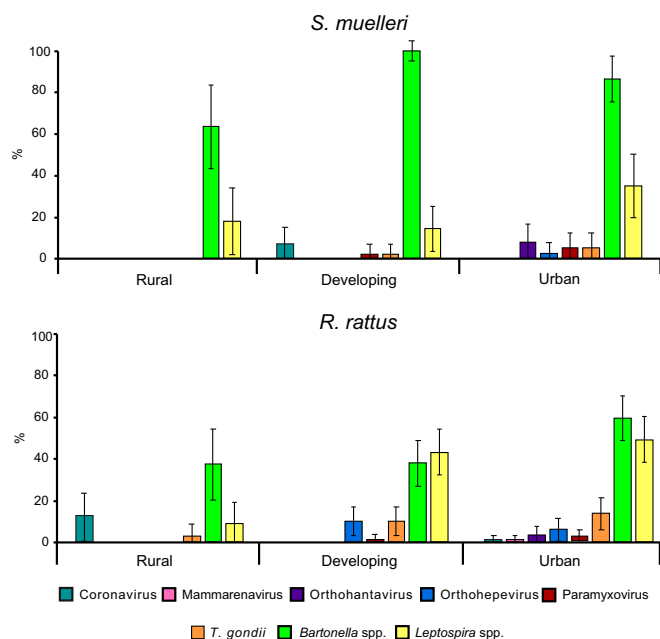 S. muelleri
100
80
60
40
20
0
%
Rural Developing Urban
R. rattus
100
80
60
40
20
0
%
Rural Developing Urban
Coronavirus Mammarenavirus Orthohantavirus Orthohepevirus Paramyxovirus
T. gondii Bartonella spp. Leptospira spp.